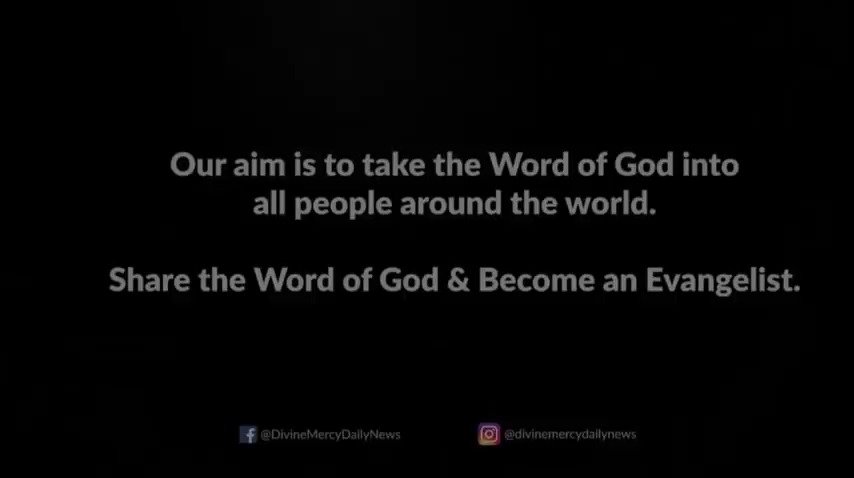 Our aim is to take the Word of God into
all people around the world.
Share the Word of God & Become an Evangelist.
@DivineMercyDailyNews
@divinemercydailynews